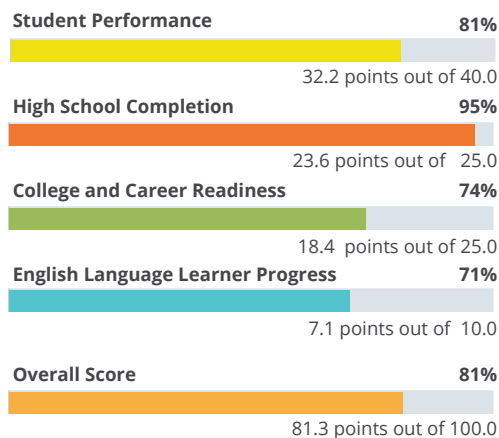 Student Performance 81%
32.2 points out of 40.0
High School Completion 95%
23.6 points out of 25.0
College and Career Readiness 74%
18.4 points out of 25.0
English Language Learner Progress 71%
7.1 points out of 10.0
Overall Score 81%
81.3 points out of 100.0